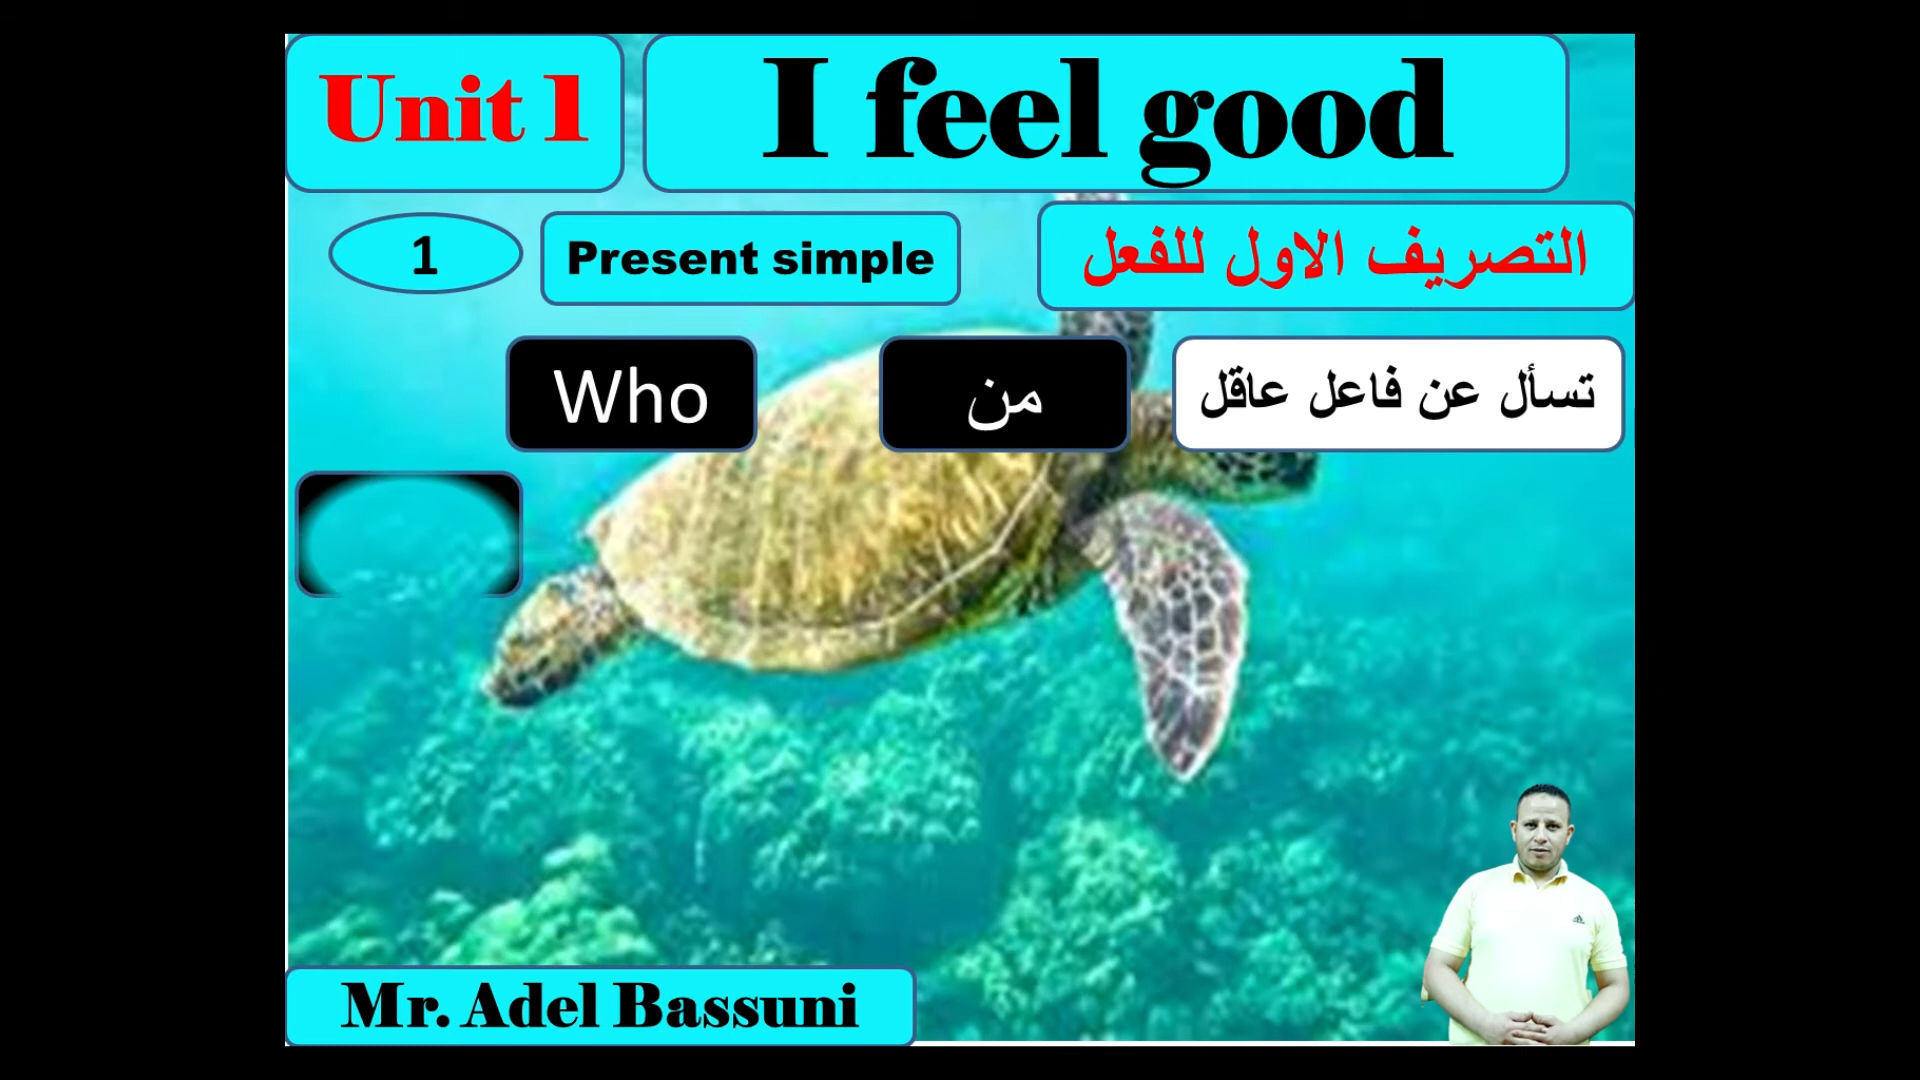 Unit 1
I feel good
1
Present simple
التصريف الاول للفعل
Who
من
تسأل عن فاعل عاقل
Mr. Adel Bassuni